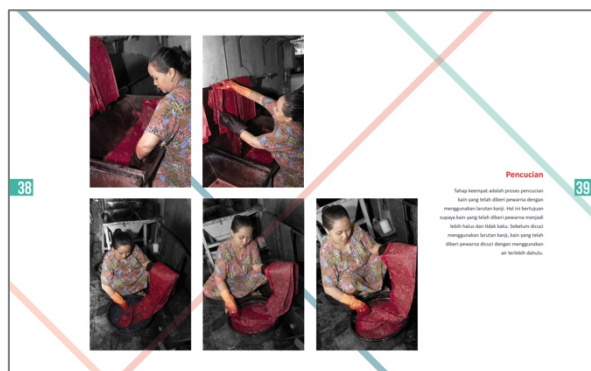 38
Pencucian
39
Tahap keempat adalah proses pencucian
kain yang telah diberi pewarna dengan
menggunakan larutan kanji. Hal ini bertujuan
supaya kain yang telah diberi pewarna menjadi
lebih halus dan tidak kaku. Sebelum dicuci
menggunakan larutan kanji, kain yang telah
diberi pewarna dicuci dengan menggunakan
air terlebih dahulu.